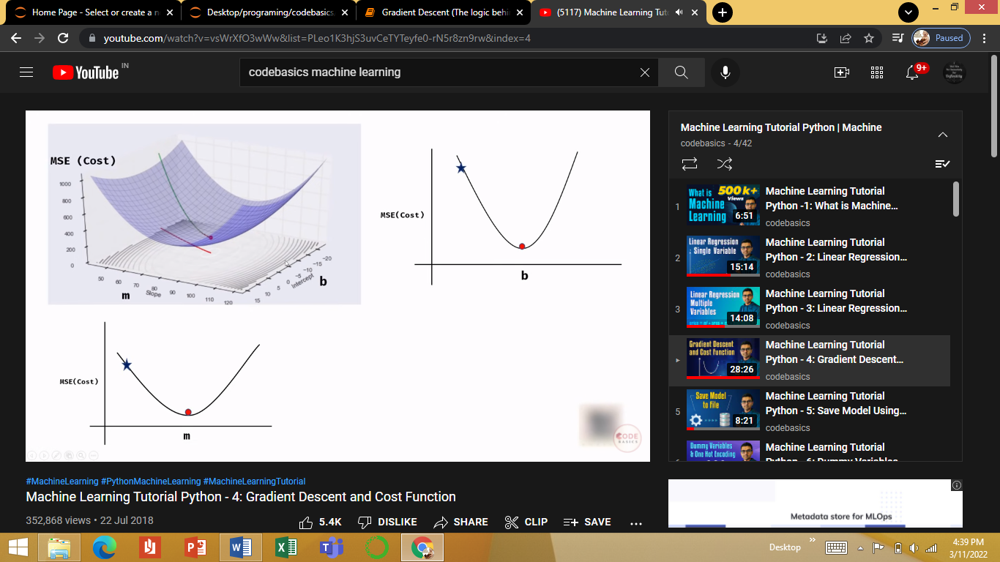 Home Page - Select or create a n
Desktop/programing/codebasics
Gradient Descent (The logic behi
(5117) Machine Learning Tut
youtube.com/watch?v=vsWrXfO3wWw&list=PLeo1K3hjS3uvCeTYTeyfe0-rN5r8zn9rw&index=4
Paused
YouTube IN
codebasics machine learning
9+
MSE (Cost)
1000
800
600
400
200
0
50 60 70 80 90 100 110 120
Slope
m
15 10 5 0 −5 −10 −15 −20
Intercept
b
MSE(Cost)
b
MSE(Cost)
m
CODE
BASICS
#MachineLearning #PythonMachineLearning #MachineLearningTutorial
Machine Learning Tutorial Python - 4: Gradient Descent and Cost Function
352,868 views • 22 Jul 2018
5.4K DISLIKE SHARE CLIP SAVE
Machine Learning Tutorial Python | Machine
codebasics - 4/42
1
What is
Machine
Learning
500 k+
Views
6:51
Machine Learning Tutorial
Python -1: What is Machine...
codebasics
2
Linear Regression
Single Variable
15:14
Machine Learning Tutorial
Python - 2: Linear Regression...
codebasics
3
Linear Regression
Multiple
Variables
14:08
Machine Learning Tutorial
Python - 3: Linear Regression...
codebasics
Gradient Descent
and Cost Function
28:26
Machine Learning Tutorial
Python - 4: Gradient Descent...
codebasics
5
Save Model
to File
8:21
Machine Learning Tutorial
Python - 5: Save Model Using...
codebasics
Dummy Variables
& One Hot Encoding
Machine Learning Tutorial
Python - 6: Dummy Variables
Metadata store for MLOps
Desktop
4:39 PM
3/11/2022